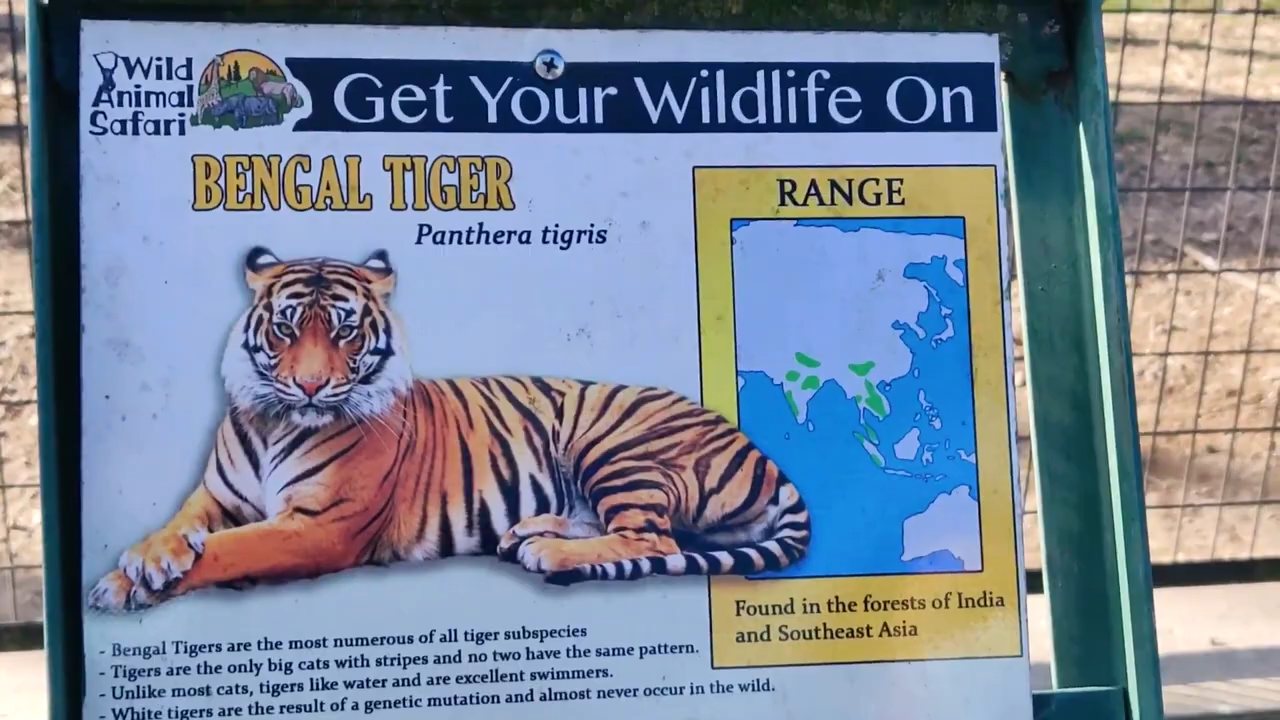 Wild
Animal
Safari
Get Your Wildlife On
BENGAL TIGER
Panthera tigris
RANGE
Found in the forests of India
and Southeast Asia
- Bengal Tigers are the most numerous of all tiger subspecies
- Tigers are the only big cats with stripes and no two have the same pattern.
- Unlike most cats, tigers like water and are excellent swimmers.
- White tigers are the result of a genetic mutation and almost never occur in the wild.